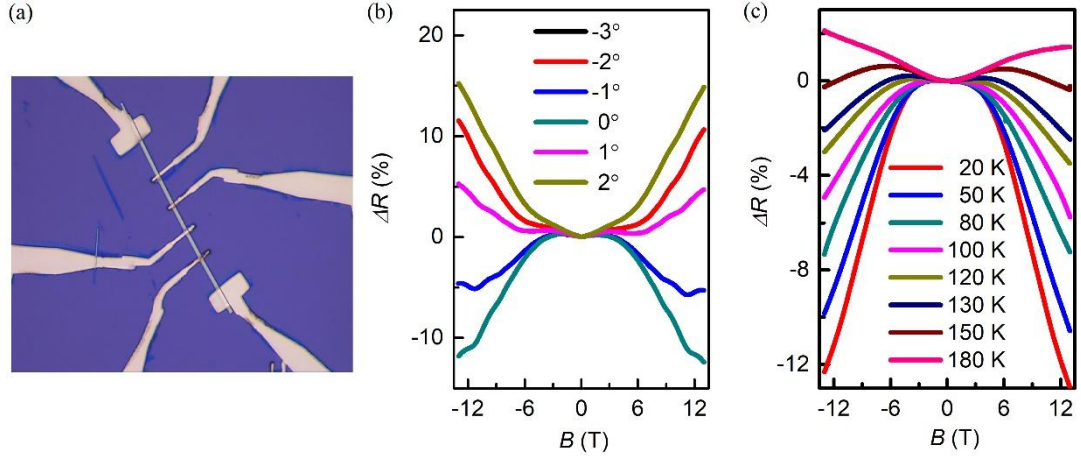 (a)
(b)
ΔR (%)
20
10
0
-10
-3°
-2°
-1°
0°
1°
2°
-12 -6 0 6 12
B (T)
(c)
ΔR (%)
0
-4
-8
-12
20 K
50 K
80 K
100 K
120 K
130 K
150 K
180 K
-12 -6 0 6 12
B (T)